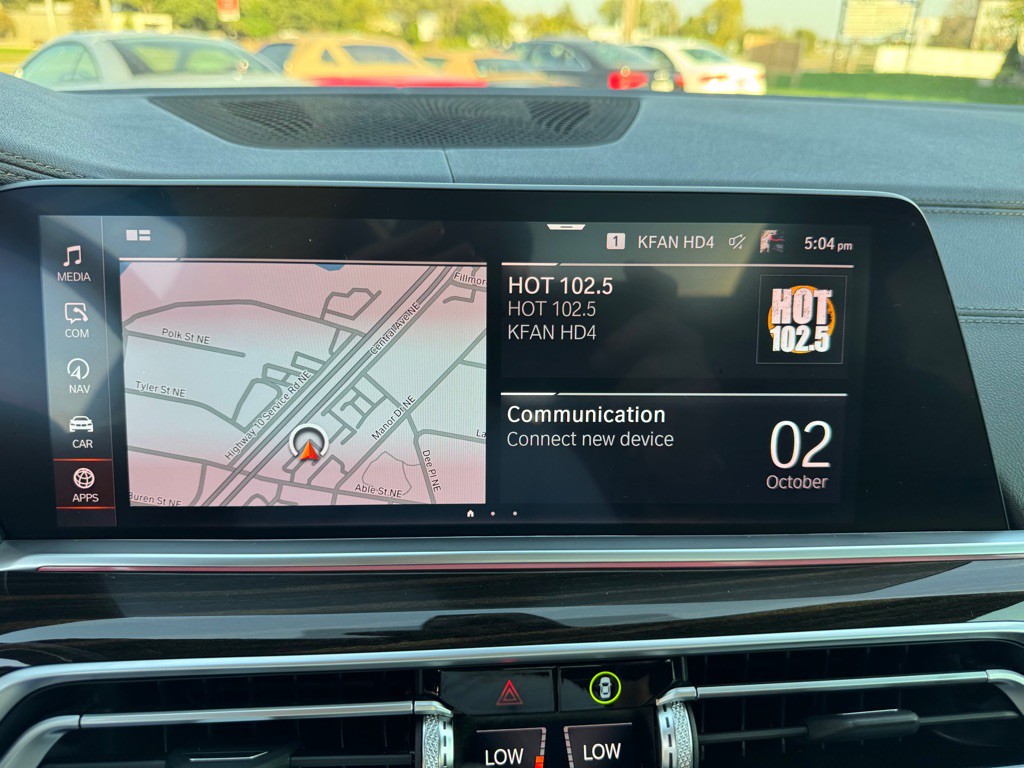 1 KFAN HD4 5:04 pm
MEDIA
COM
NAV
CAR
APPS
Fillmor
Central Ave NE
Polk St NE
Tyler St NE
Highway 10 Service Rd NE
Manor Dr NE
La
Dee Pl NE
Able St NE
Buren St NE
HOT 102.5
HOT 102.5
KFAN HD4
HOT
102.5
Communication
Connect new device
02
October
LOW
LOW